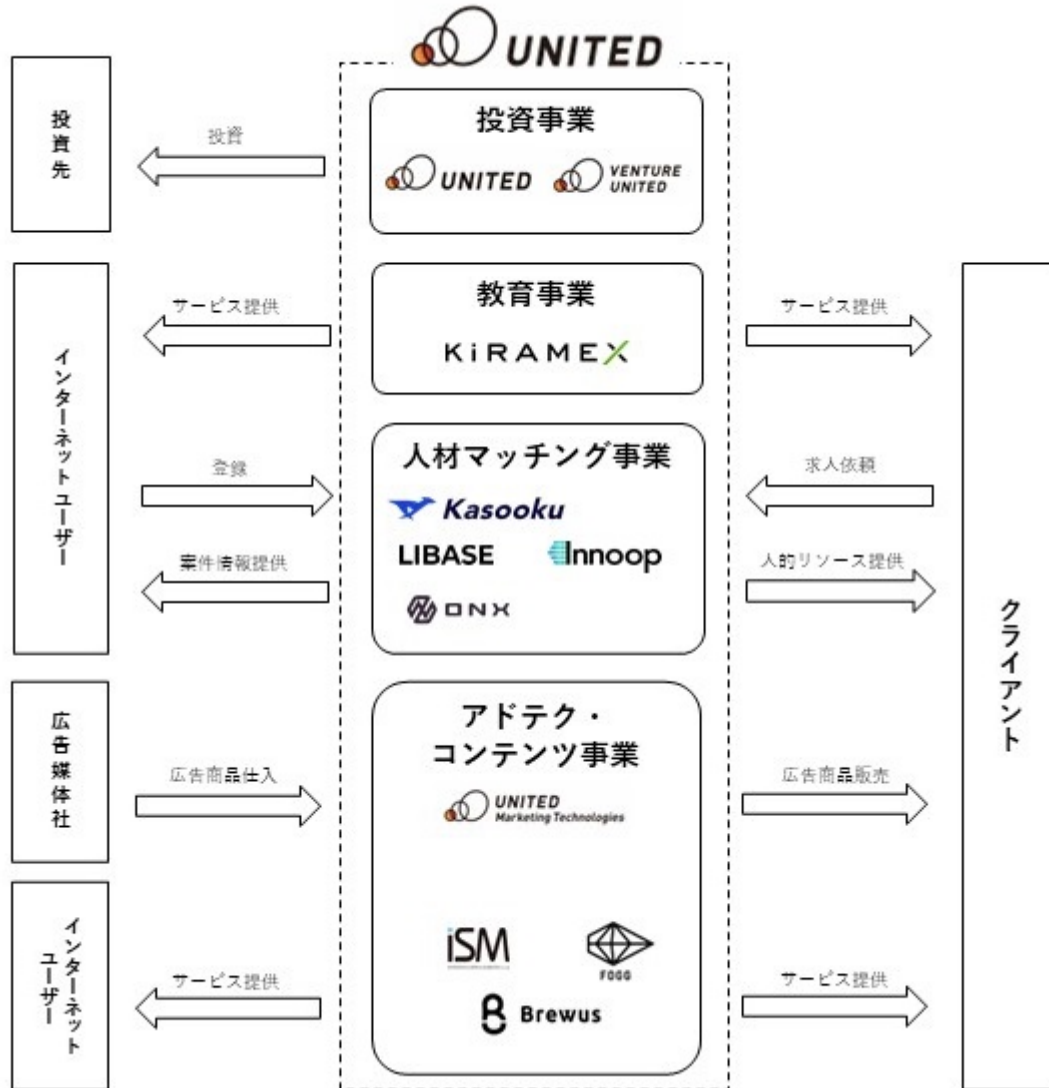 UNITED
投資先
投資
投資事業
UNITED
VENTURE
UNITED
インターネットユーザー
サービス提供
教育事業
KiRAMEX
サービス提供
クライアント
登録
案件情報提供
人材マッチング事業
Kasooku
LIBASE
Innoop
ONX
求人依頼
人的リソース提供
広告媒体社
広告商品仕入
アドテク・
コンテンツ事業
UNITED
Marketing Technologies
広告商品販売
インターネット
ユーザー
サービス提供
iSM
FOGG
Brewus
サービス提供